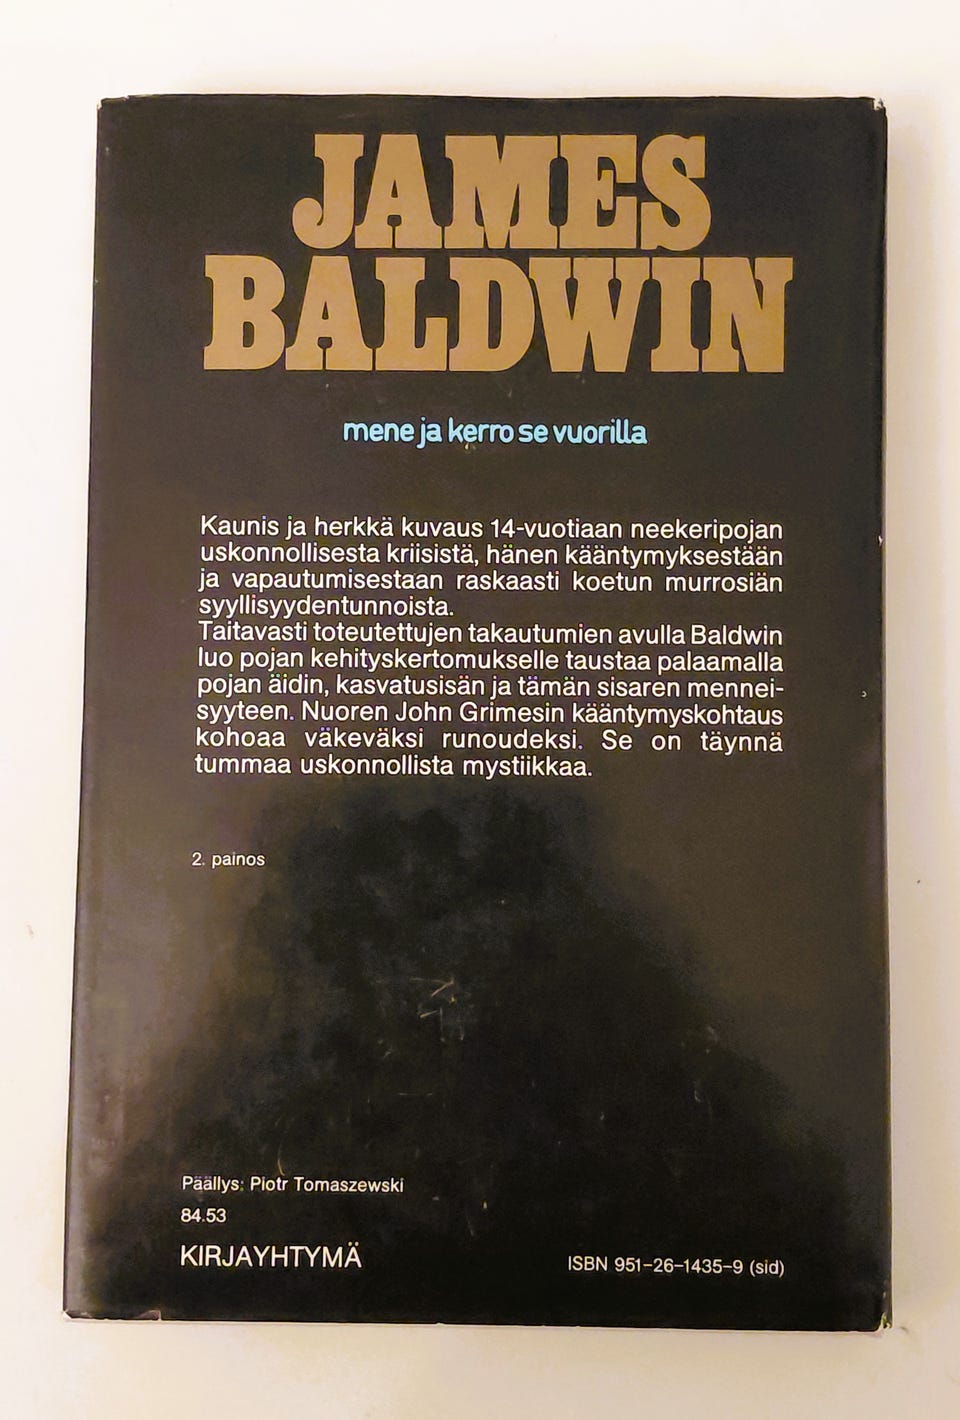 JAMES
BALDWIN
mene ja kerro se vuorilla
Kaunis ja herkkä kuvaus 14-vuotiaan neekeripojan
uskonnollisesta kriisistä, hänen kääntymyksestään
ja vapautumisestaan raskaasti koetun murrosiän
syyllisyydentunnoista.
Taitavasti toteutettujen takautumien avulla Baldwin
luo pojan kehityskertomukselle taustaa palaamalla
pojan äidin, kasvatusisän ja tämän sisaren mennei-
syyteen. Nuoren John Grimesin kääntymyskohtaus
kohoaa väkeväksi runoudeksi. Se on täynnä
tummaa uskonnollista mystiikkaa.
2. painos
Päällys: Piotr Tomaszewski
84.53
KIRJAYHTYMÄ
ISBN 951-26-1435-9 (sid)